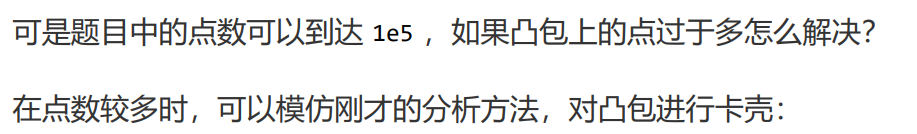 可是题目中的点数可以到达 1e5 ，如果凸包上的点过于多怎么解决？
在点数较多时，可以模仿刚才的分析方法，对凸包进行卡壳：